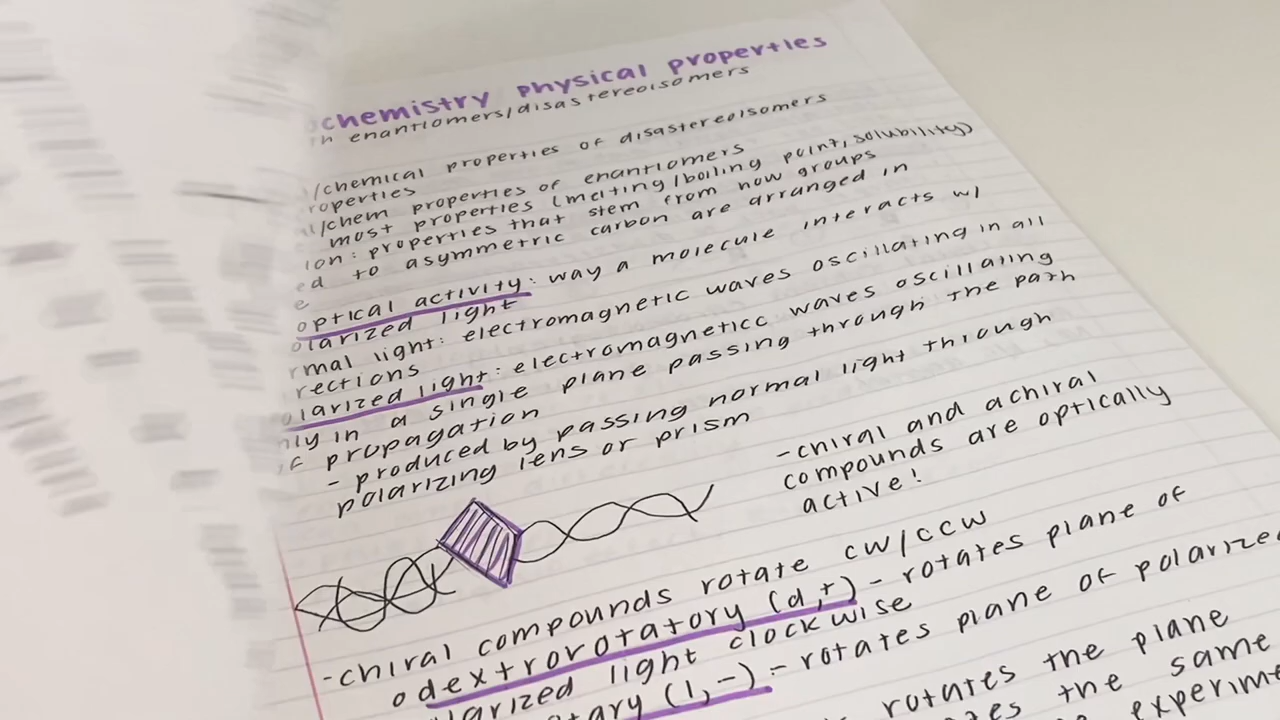 chemistry physical properties
enantiomers/disastereoisomers
/chemical properties of disastereoisomers
roperties
/chem properties of enantiomers
most properties (melting/boiling point, solubility)
ion: properties that stem from how groups
ed to asymmetric carbon are arranged in
e
optical activity: way a molecule interacts w/
olarized light
rmal light: electromagnetic waves oscillating in all
rections
olarized light: electromagneticc waves oscillating
nly in a single plane passing through the path
f propagation
- produced by passing normal light through
polarizing lens or prism
-chiral and achiral
compounds are optically
active!
-chiral compounds rotate cw/ccw
o dextrorotatory (d,+) - rotates plane of
larized light clockwise
tary (l,-) - rotates plane of polarized
rotates the plane
es the same
experim